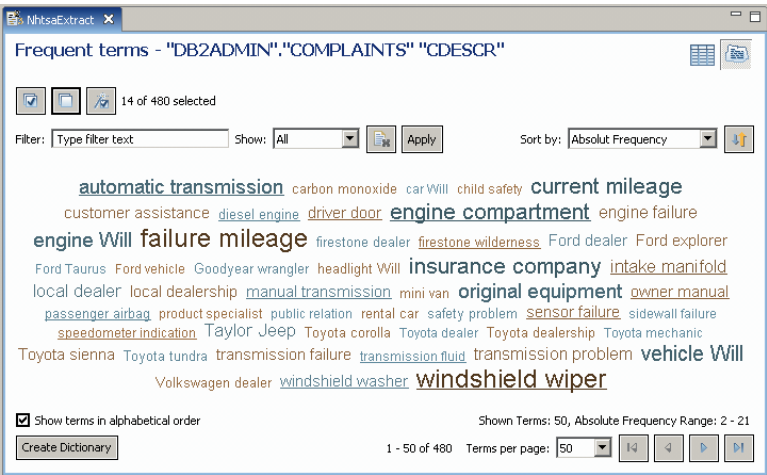 NhtsaExtract
Frequent terms - "DB2ADMIN"."COMPLAINTS" "CDESCR"
14 of 480 selected
Filter: Type filter text Show: All Apply Sort by: Absolut Frequency
automatic transmission carbon monoxide car Will child safety current mileage
customer assistance diesel engine driver door engine compartment engine failure
engine Will failure mileage firestone dealer firestone wilderness Ford dealer Ford explorer
Ford Taurus Ford vehicle Goodyear wrangler headlight Will insurance company intake manifold
local dealer local dealership manual transmission mini van original equipment owner manual
passenger airbag product specialist public relation rental car safety problem sensor failure sidewall failure
speedometer indication Taylor Jeep Toyota corolla Toyota dealer Toyota dealership Toyota mechanic
Toyota sienna Toyota tundra transmission failure transmission fluid transmission problem vehicle Will
Volkswagen dealer windshield washer windshield wiper
Show terms in alphabetical order Shown Terms: 50, Absolute Frequency Range: 2 - 21
Create Dictionary 1 - 50 of 480 Terms per page: 50